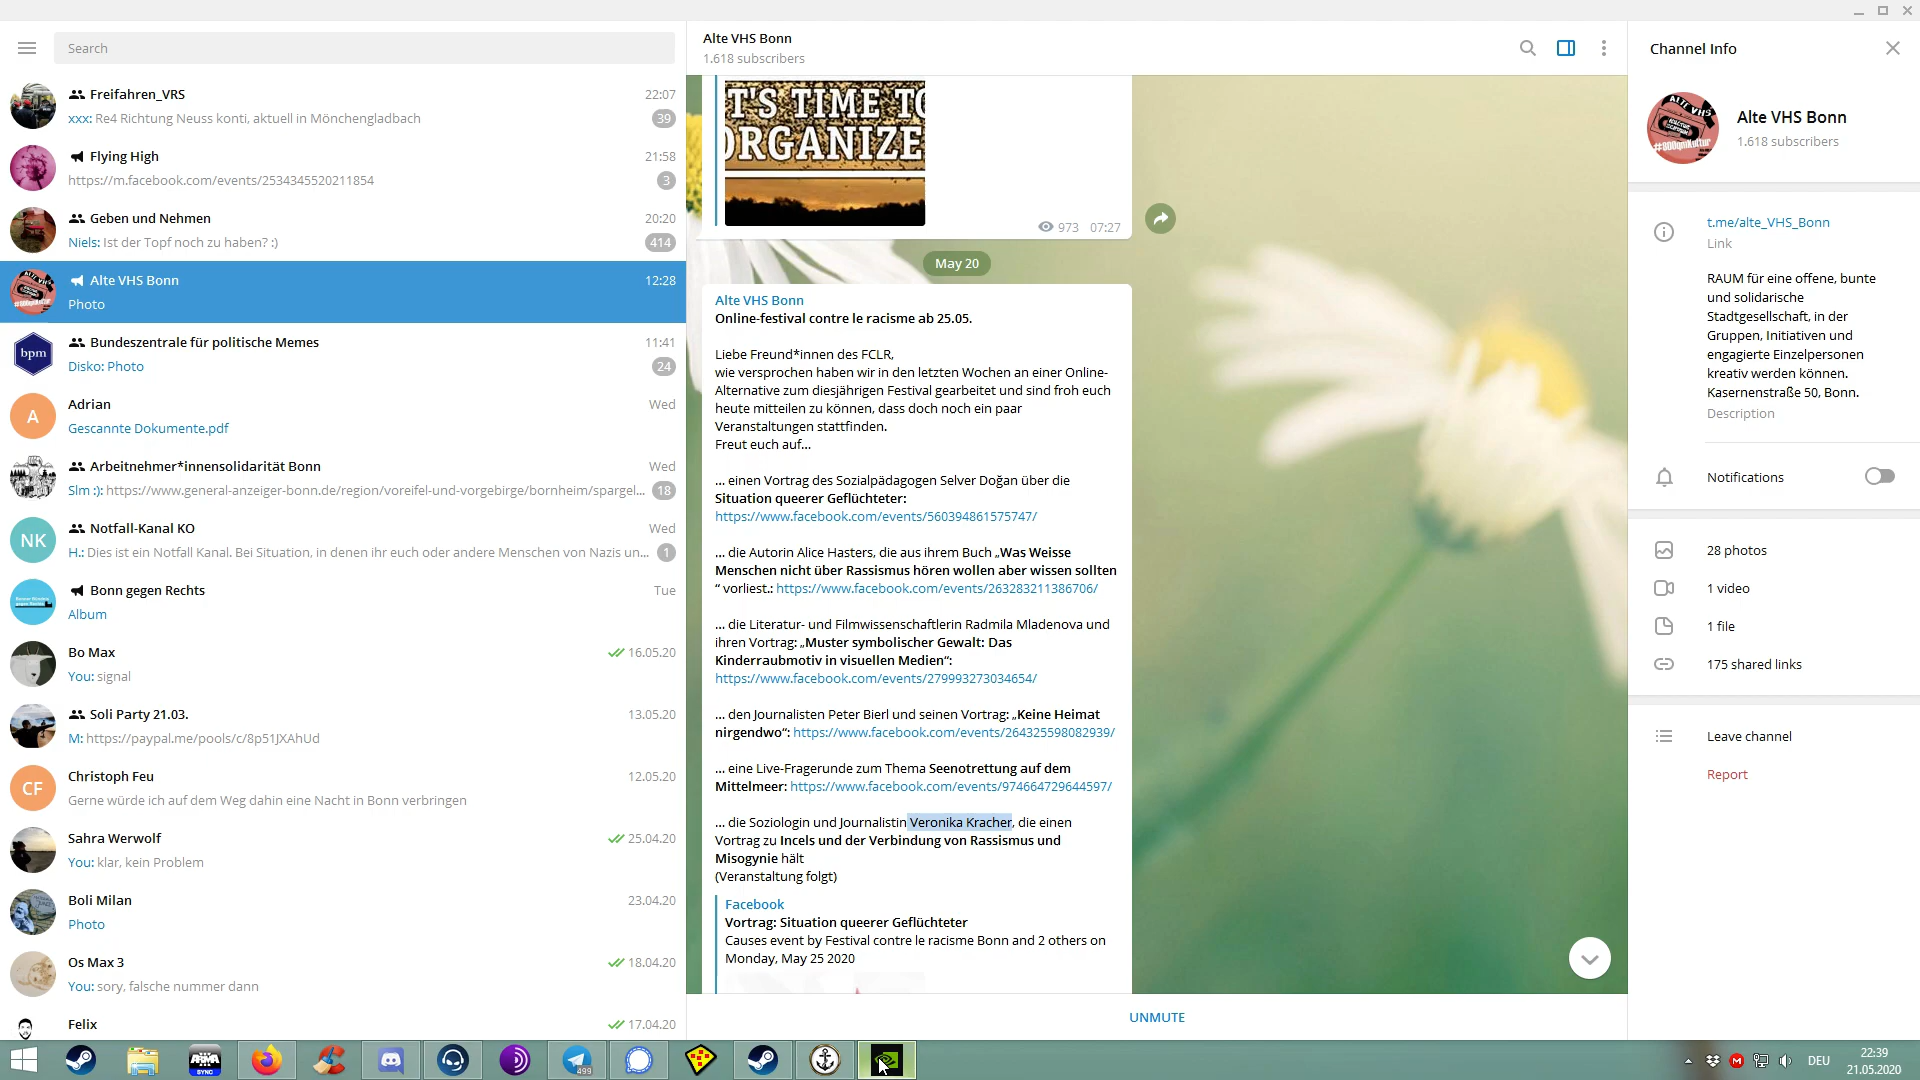 Search
Freifahren_VRS 22:07
xxx: Re4 Richtung Neuss konti, aktuell in Mönchengladbach 39
Flying High 21:58
https://m.facebook.com/events/2534345520211854 3
Geben und Nehmen 20:20
Niels: Ist der Topf noch zu haben? :) 414
Alte VHS Bonn 12:28
Photo
bpm
Bundeszentrale für politische Memes 11:41
Disko: Photo 24
A
Adrian Wed
Gescannte Dokumente.pdf
Arbeitnehmer*innensolidarität Bonn Wed
Slm :): https://www.general-anzeiger-bonn.de/region/voreifel-und-vorgebirge/bornheim/spargel... 18
NK
Notfall-Kanal KO Wed
H.: Dies ist ein Notfall Kanal. Bei Situation, in denen ihr euch oder andere Menschen von Nazis un... 1
Bonn gegen Rechts Tue
Album
Bo Max 16.05.20
You: signal
Soli Party 21.03. 13.05.20
M: https://paypal.me/pools/c/8p51JXAhUd
CF
Christoph Feu 12.05.20
Gerne würde ich auf dem Weg dahin eine Nacht in Bonn verbringen
Sahra Werwolf 25.04.20
You: klar, kein Problem
Boli Milan 23.04.20
Photo
Os Max 3 18.04.20
You: sory, falsche nummer dann
Felix 17.04.20
Alte VHS Bonn
1.618 subscribers
T'S TIME TO
ORGANIZE
973 07:27
May 20
Alte VHS Bonn
Online-festival contre le racisme ab 25.05.
Liebe Freund*innen des FCLR,
wie versprochen haben wir in den letzten Wochen an einer Online-
Alternative zum diesjährigen Festival gearbeitet und sind froh euch
heute mitteilen zu können, dass doch noch ein paar
Veranstaltungen stattfinden.
Freut euch auf...
... einen Vortrag des Sozialpädagogen Selver Doğan über die
Situation queerer Geflüchteter:
https://www.facebook.com/events/560394861575747/
... die Autorin Alice Hasters, die aus ihrem Buch „Was Weisse
Menschen nicht über Rassismus hören wollen aber wissen sollten
“ vorliest.: https://www.facebook.com/events/263283211386706/
... die Literatur- und Filmwissenschaftlerin Radmila Mladenova und
ihren Vortrag: „Muster symbolischer Gewalt: Das
Kinderraubmotiv in visuellen Medien“:
https://www.facebook.com/events/279993273034654/
... den Journalisten Peter Bierl und seinen Vortrag: „Keine Heimat
nirgendwo“: https://www.facebook.com/events/264325598082939/
... eine Live-Fragerunde zum Thema Seenotrettung auf dem
Mittelmeer: https://www.facebook.com/events/974664729644597/
... die Soziologin und Journalistin Veronika Kracher, die einen
Vortrag zu Incels und der Verbindung von Rassismus und
Misogynie hält
(Veranstaltung folgt)
Facebook
Vortrag: Situation queerer Geflüchteter
Causes event by Festival contre le racisme Bonn and 2 others on
Monday, May 25 2020
UNMUTE
Channel Info
Alte VHS Bonn
1.618 subscribers
t.me/alte_VHS_Bonn
Link
RAUM für eine offene, bunte
und solidarische
Stadtgesellschaft, in der
Gruppen, Initiativen und
engagierte Einzelpersonen
kreativ werden können.
Kasernenstraße 50, Bonn.
Description
Notifications
28 photos
1 video
1 file
175 shared links
Leave channel
Report
ARMA
SYNC
499
DEU
22:39
21.05.2020